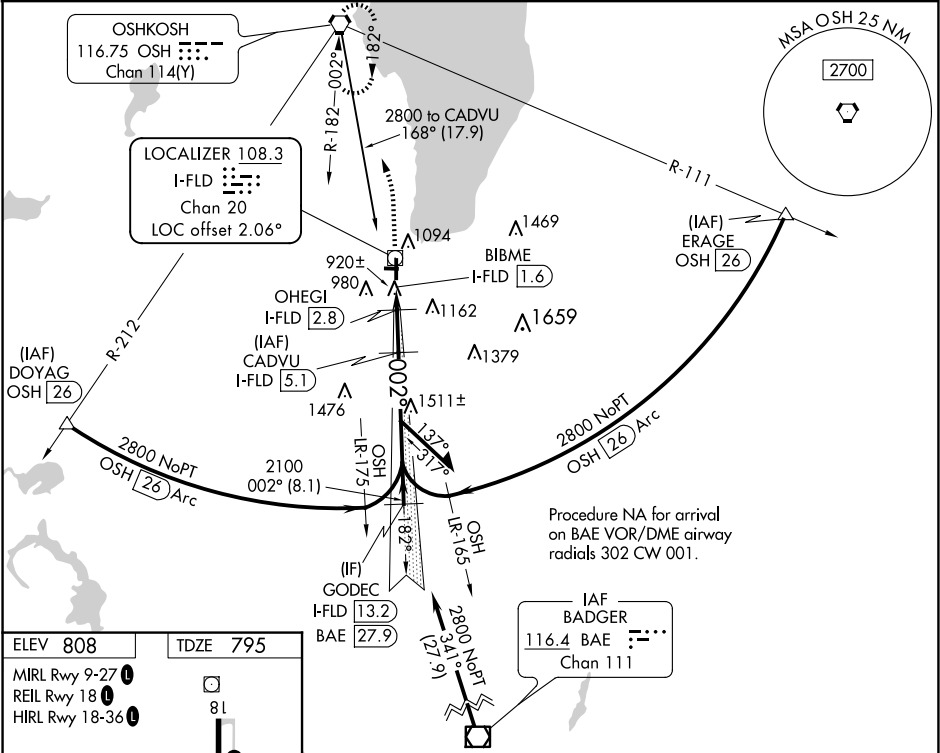 OSHKOSH
116.75 OSH
Chan 114(Y)
182°
R-182
002°
2800 to CADVU
168° (17.9)
MSA OSH 25 NM
2700
LOCALIZER 108.3
I-FLD
Chan 20
LOC offset 2.06°
R-111
(IAF)
ERAGE
OSH 26
1094
1469
BIBME
I-FLD 1.6
920±
980
OHEGI
I-FLD 2.8
1162
1659
R-212
(IAF)
CADVU
I-FLD 5.1
1379
(IAF)
DOYAG
OSH 26
002°
1476
1511±
137°
317°
OSH
LR-175
2800 NoPT
OSH 26 Arc
2800 NoPT
OSH 26 Arc
2100
002° (8.1)
182°
OSH
LR-165
Procedure NA for arrival
on BAE VOR/DME airway
radials 302 CW 001.
(IF)
GODEC
I-FLD 13.2
BAE 27.9
2800 NoPT
341°
(27.9)
IAF
BADGER
116.4 BAE
Chan 111
ELEV 808
TDZE 795
MIRL Rwy 9-27 L
REIL Rwy 18 L
HIRL Rwy 18-36 L
18